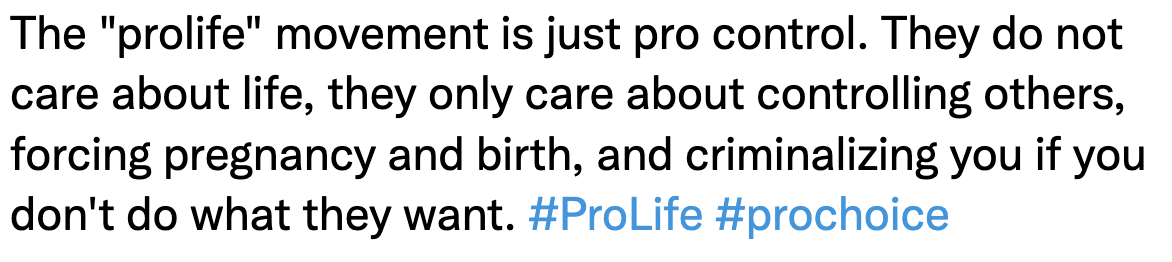 The "prolife" movement is just pro control. They do not
care about life, they only care about controlling others,
forcing pregnancy and birth, and criminalizing you if you
don't do what they want. #ProLife #prochoice